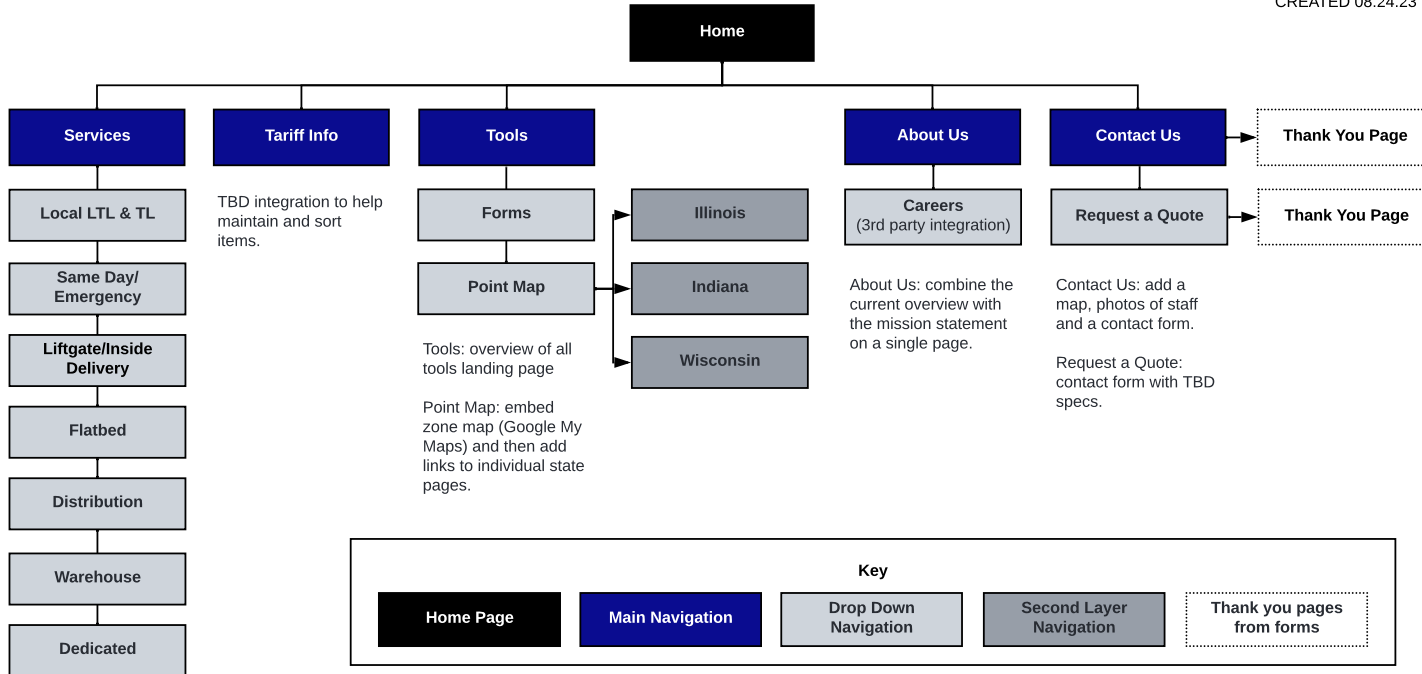 CREATED 08.24.23
Home
Services
Tariff Info
Tools
About Us
Contact Us
Thank You Page
Local LTL & TL
Same Day/
Emergency
Liftgate/Inside
Delivery
Flatbed
Distribution
Warehouse
Dedicated
TBD integration to help
maintain and sort
items.
Forms
Point Map
Illinois
Indiana
Wisconsin
Tools: overview of all
tools landing page
Point Map: embed
zone map (Google My
Maps) and then add
links to individual state
pages.
Careers
(3rd party integration)
About Us: combine the
current overview with
the mission statement
on a single page.
Request a Quote
Thank You Page
Contact Us: add a
map, photos of staff
and a contact form.
Request a Quote:
contact form with TBD
specs.
Key
Home Page
Main Navigation
Drop Down
Navigation
Second Layer
Navigation
Thank you pages
from forms